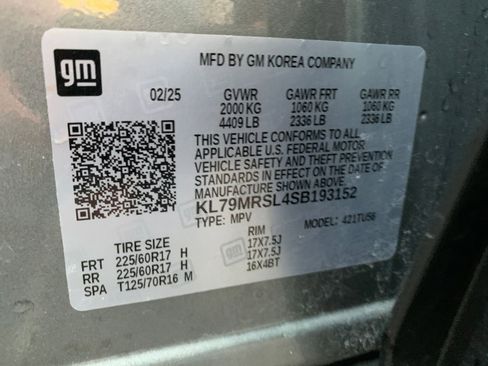 gm
MFD BY GM KOREA COMPANY
02/25 GVWR GAWR FRT GAWR RR
2000 KG 1060 KG 1060 KG
4409 LB 2336 LB 2336 LB
THIS VEHICLE CONFORMS TO ALL
APPLICABLE U.S. FEDERAL MOTOR
VEHICLE SAFETY AND THEFT PREVENTION
STANDARDS IN EFFECT ON THE DATE OF
MANUFACTURE SHOWN ABOVE.
KL79MRSL4SB193152
TYPE: MPV MODEL: 421TU56
TIRE SIZE RIM
FRT 225/60R17 H 17X7.5J
RR 225/60R17 H 17X7.5J
SPA T125/70R16 M 16X4BT